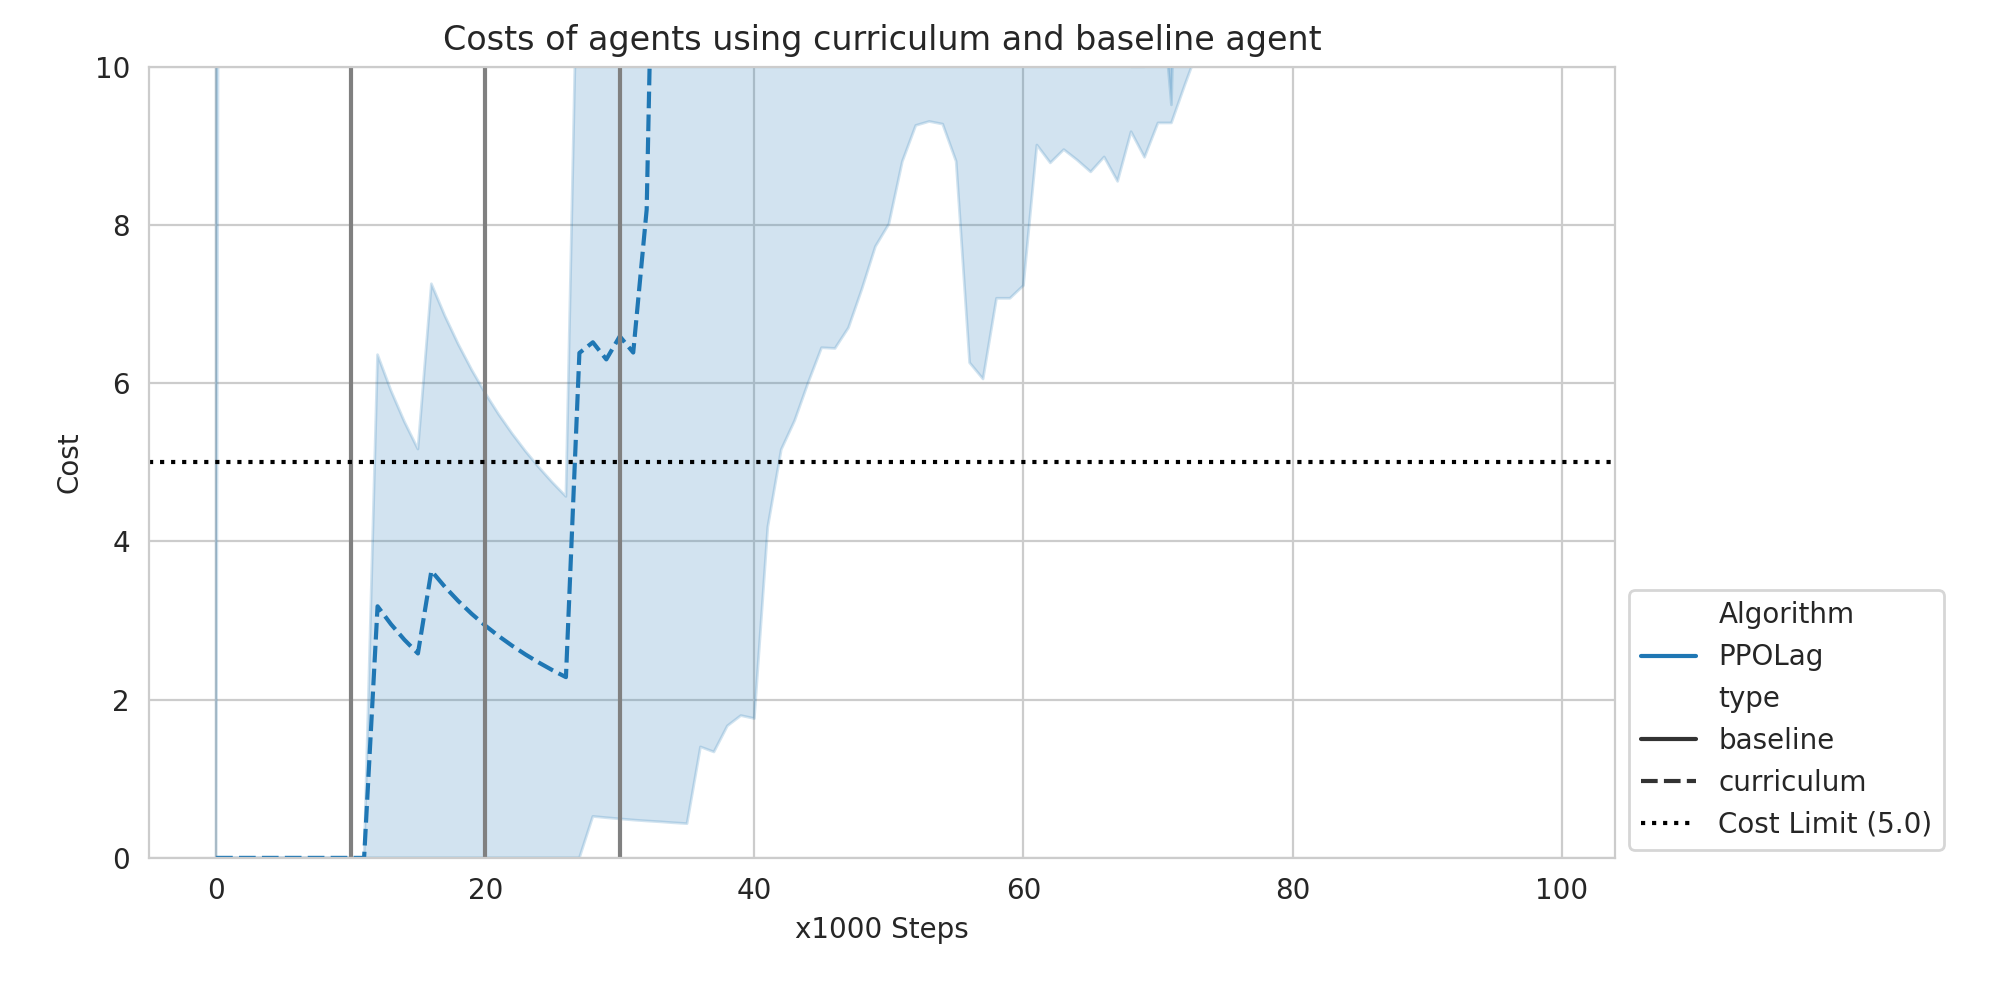 Costs of agents using curriculum and baseline agent
10
8
6
4
2
0
Cost
0 20 40 60 80 100
x1000 Steps
Algorithm
PPOLag
type
baseline
curriculum
Cost Limit (5.0)